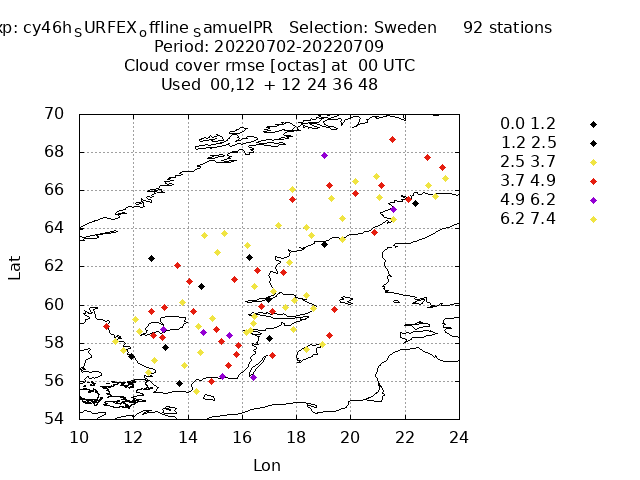 xp: cy46hSURFEXoffline SamuelPR Selection: Sweden 92 stations
Period: 20220702-20220709
Cloud cover rmse [octas] at 00 UTC
Used 00,12 + 12 24 36 48
70
68
66
64
62
60
58
56
54
10 12 14 16 18 20 22 24
Lat
Lon
0.0 1.2
1.2 2.5
2.5 3.7
3.7 4.9
4.9 6.2
6.2 7.4